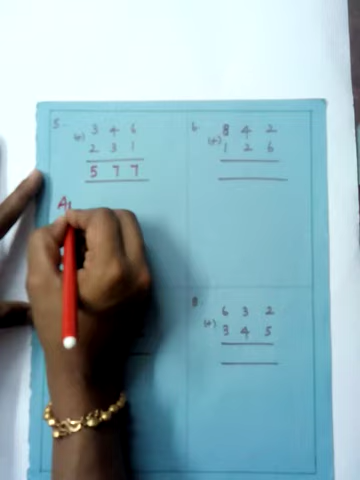 5.
3 4 6
(+)
2 3 1
5 7 7
6.
8 4 2
(+)
1 2 6
8.
6 3 2
(+)
3 4 5